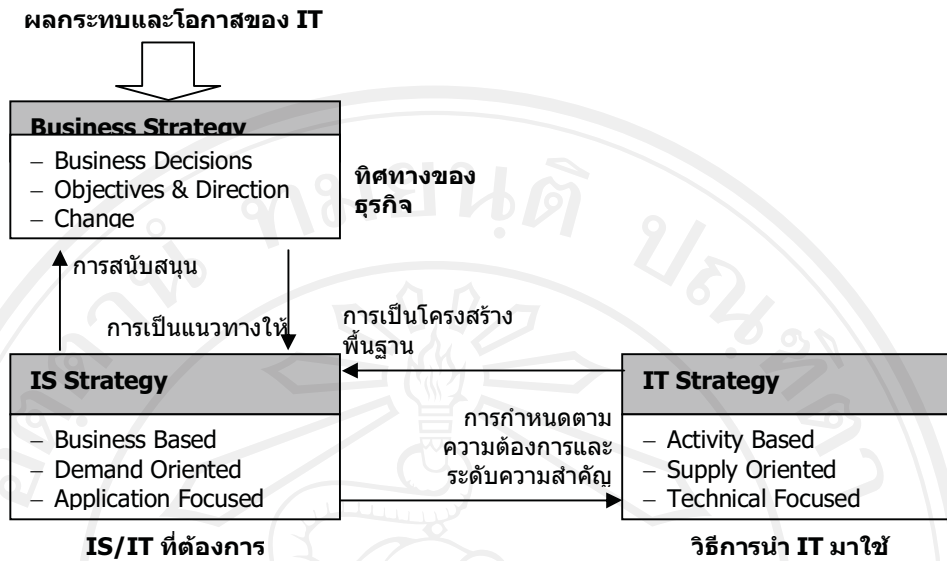 ผลกระทบและโอกาสของ IT
Business Strategy
– Business Decisions
– Objectives & Direction
– Change
ทิศทางของ
ธุรกิจ
การสนับสนุน
การเป็นแนวทางให้
การเป็นโครงสร้าง
พื้นฐาน
IS Strategy
– Business Based
– Demand Oriented
– Application Focused
การกำหนดตาม
ความต้องการและ
ระดับความสำคัญ
IT Strategy
– Activity Based
– Supply Oriented
– Technical Focused
IS/IT ที่ต้องการ
วิธีการนำ IT มาใช้